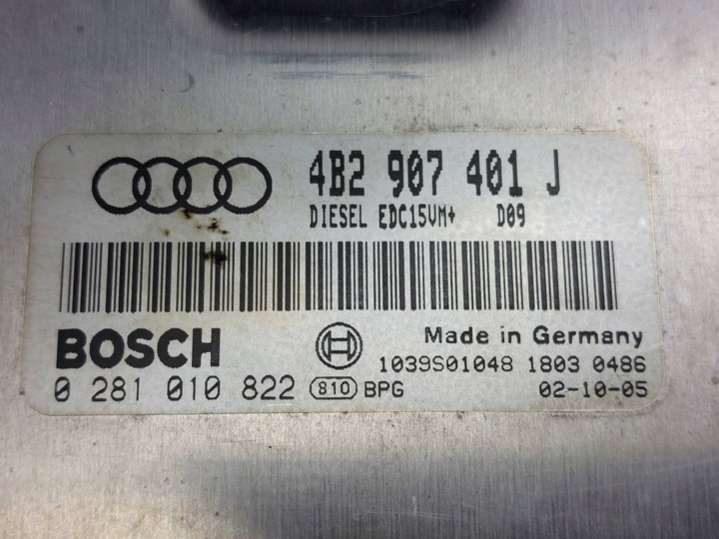 4B2 907 401 J
DIESEL EDC15VM+ D09
BOSCH
Made in Germany
1039S01048 1803 0486
0 281 010 822 810 BPG 02-10-05